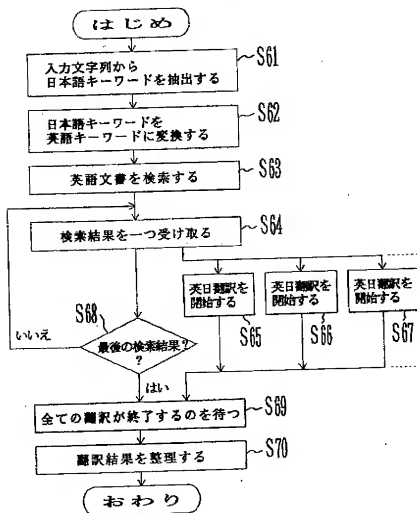 はじめ
S61
入力文字列から
日本語キーワードを抽出する
S62
日本語キーワードを
英語キーワードに変換する
S63
英語文書を検索する
S64
検索結果を一つ受け取る
英日翻訳を
開始する
S65
英日翻訳を
開始する
S66
英日翻訳を
開始する
S67
S68
いいえ
最後の検索結果?
?
はい
S69
全ての翻訳が終了するのを待つ
S70
翻訳結果を整理する
おわり